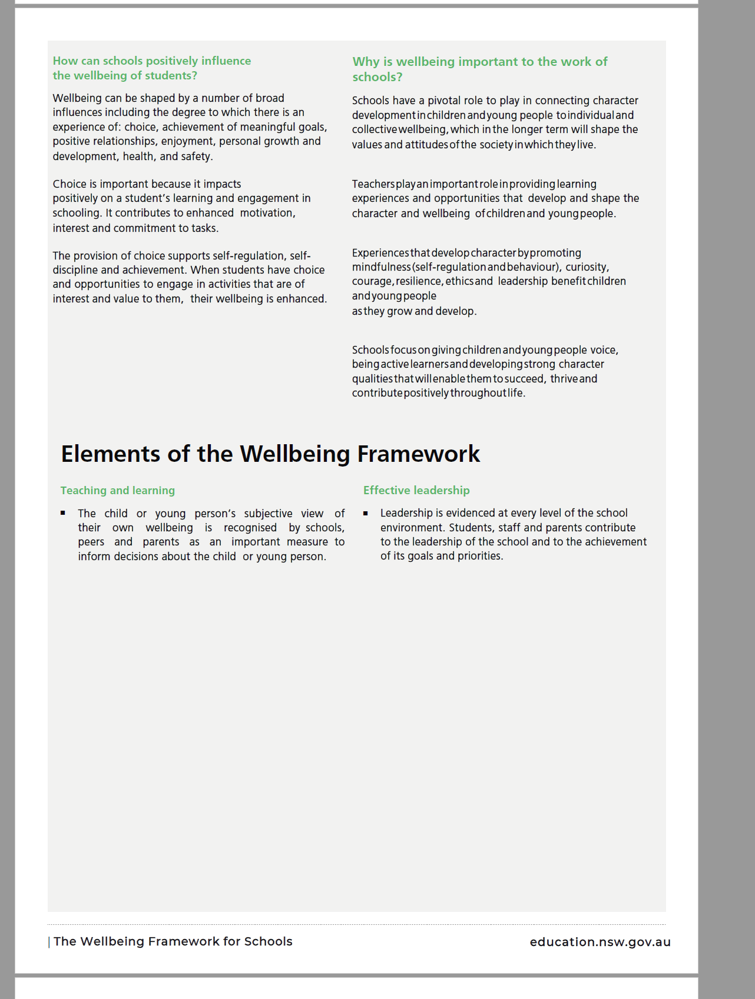 How can schools positively influence
the wellbeing of students?
Wellbeing can be shaped by a number of broad
influences including the degree to which there is an
experience of: choice, achievement of meaningful goals,
positive relationships, enjoyment, personal growth and
development, health, and safety.
Choice is important because it impacts
positively on a student’s learning and engagement in
schooling. It contributes to enhanced motivation,
interest and commitment to tasks.
The provision of choice supports self-regulation, self-
discipline and achievement. When students have choice
and opportunities to engage in activities that are of
interest and value to them, their wellbeing is enhanced.
Why is wellbeing important to the work of
schools?
Schools have a pivotal role to play in connecting character
development in children and young people to individual and
collective wellbeing, which in the longer term will shape the
values and attitudes of the society in which they live.
Teachers play an important role in providing learning
experiences and opportunities that develop and shape the
character and wellbeing of children and young people.
Experiences that develop character by promoting
mindfulness (self-regulation and behaviour), curiosity,
courage, resilience, ethics and leadership benefit children
and young people
as they grow and develop.
Schools focus on giving children and young people voice,
being active learners and developing strong character
qualities that will enable them to succeed, thrive and
contribute positively throughout life.
Elements of the Wellbeing Framework
Teaching and learning
▪ The child or young person’s subjective view of
their own wellbeing is recognised by schools,
peers and parents as an important measure to
inform decisions about the child or young person.
Effective leadership
▪ Leadership is evidenced at every level of the school
environment. Students, staff and parents contribute
to the leadership of the school and to the achievement
of its goals and priorities.
| The Wellbeing Framework for Schools
education.nsw.gov.au